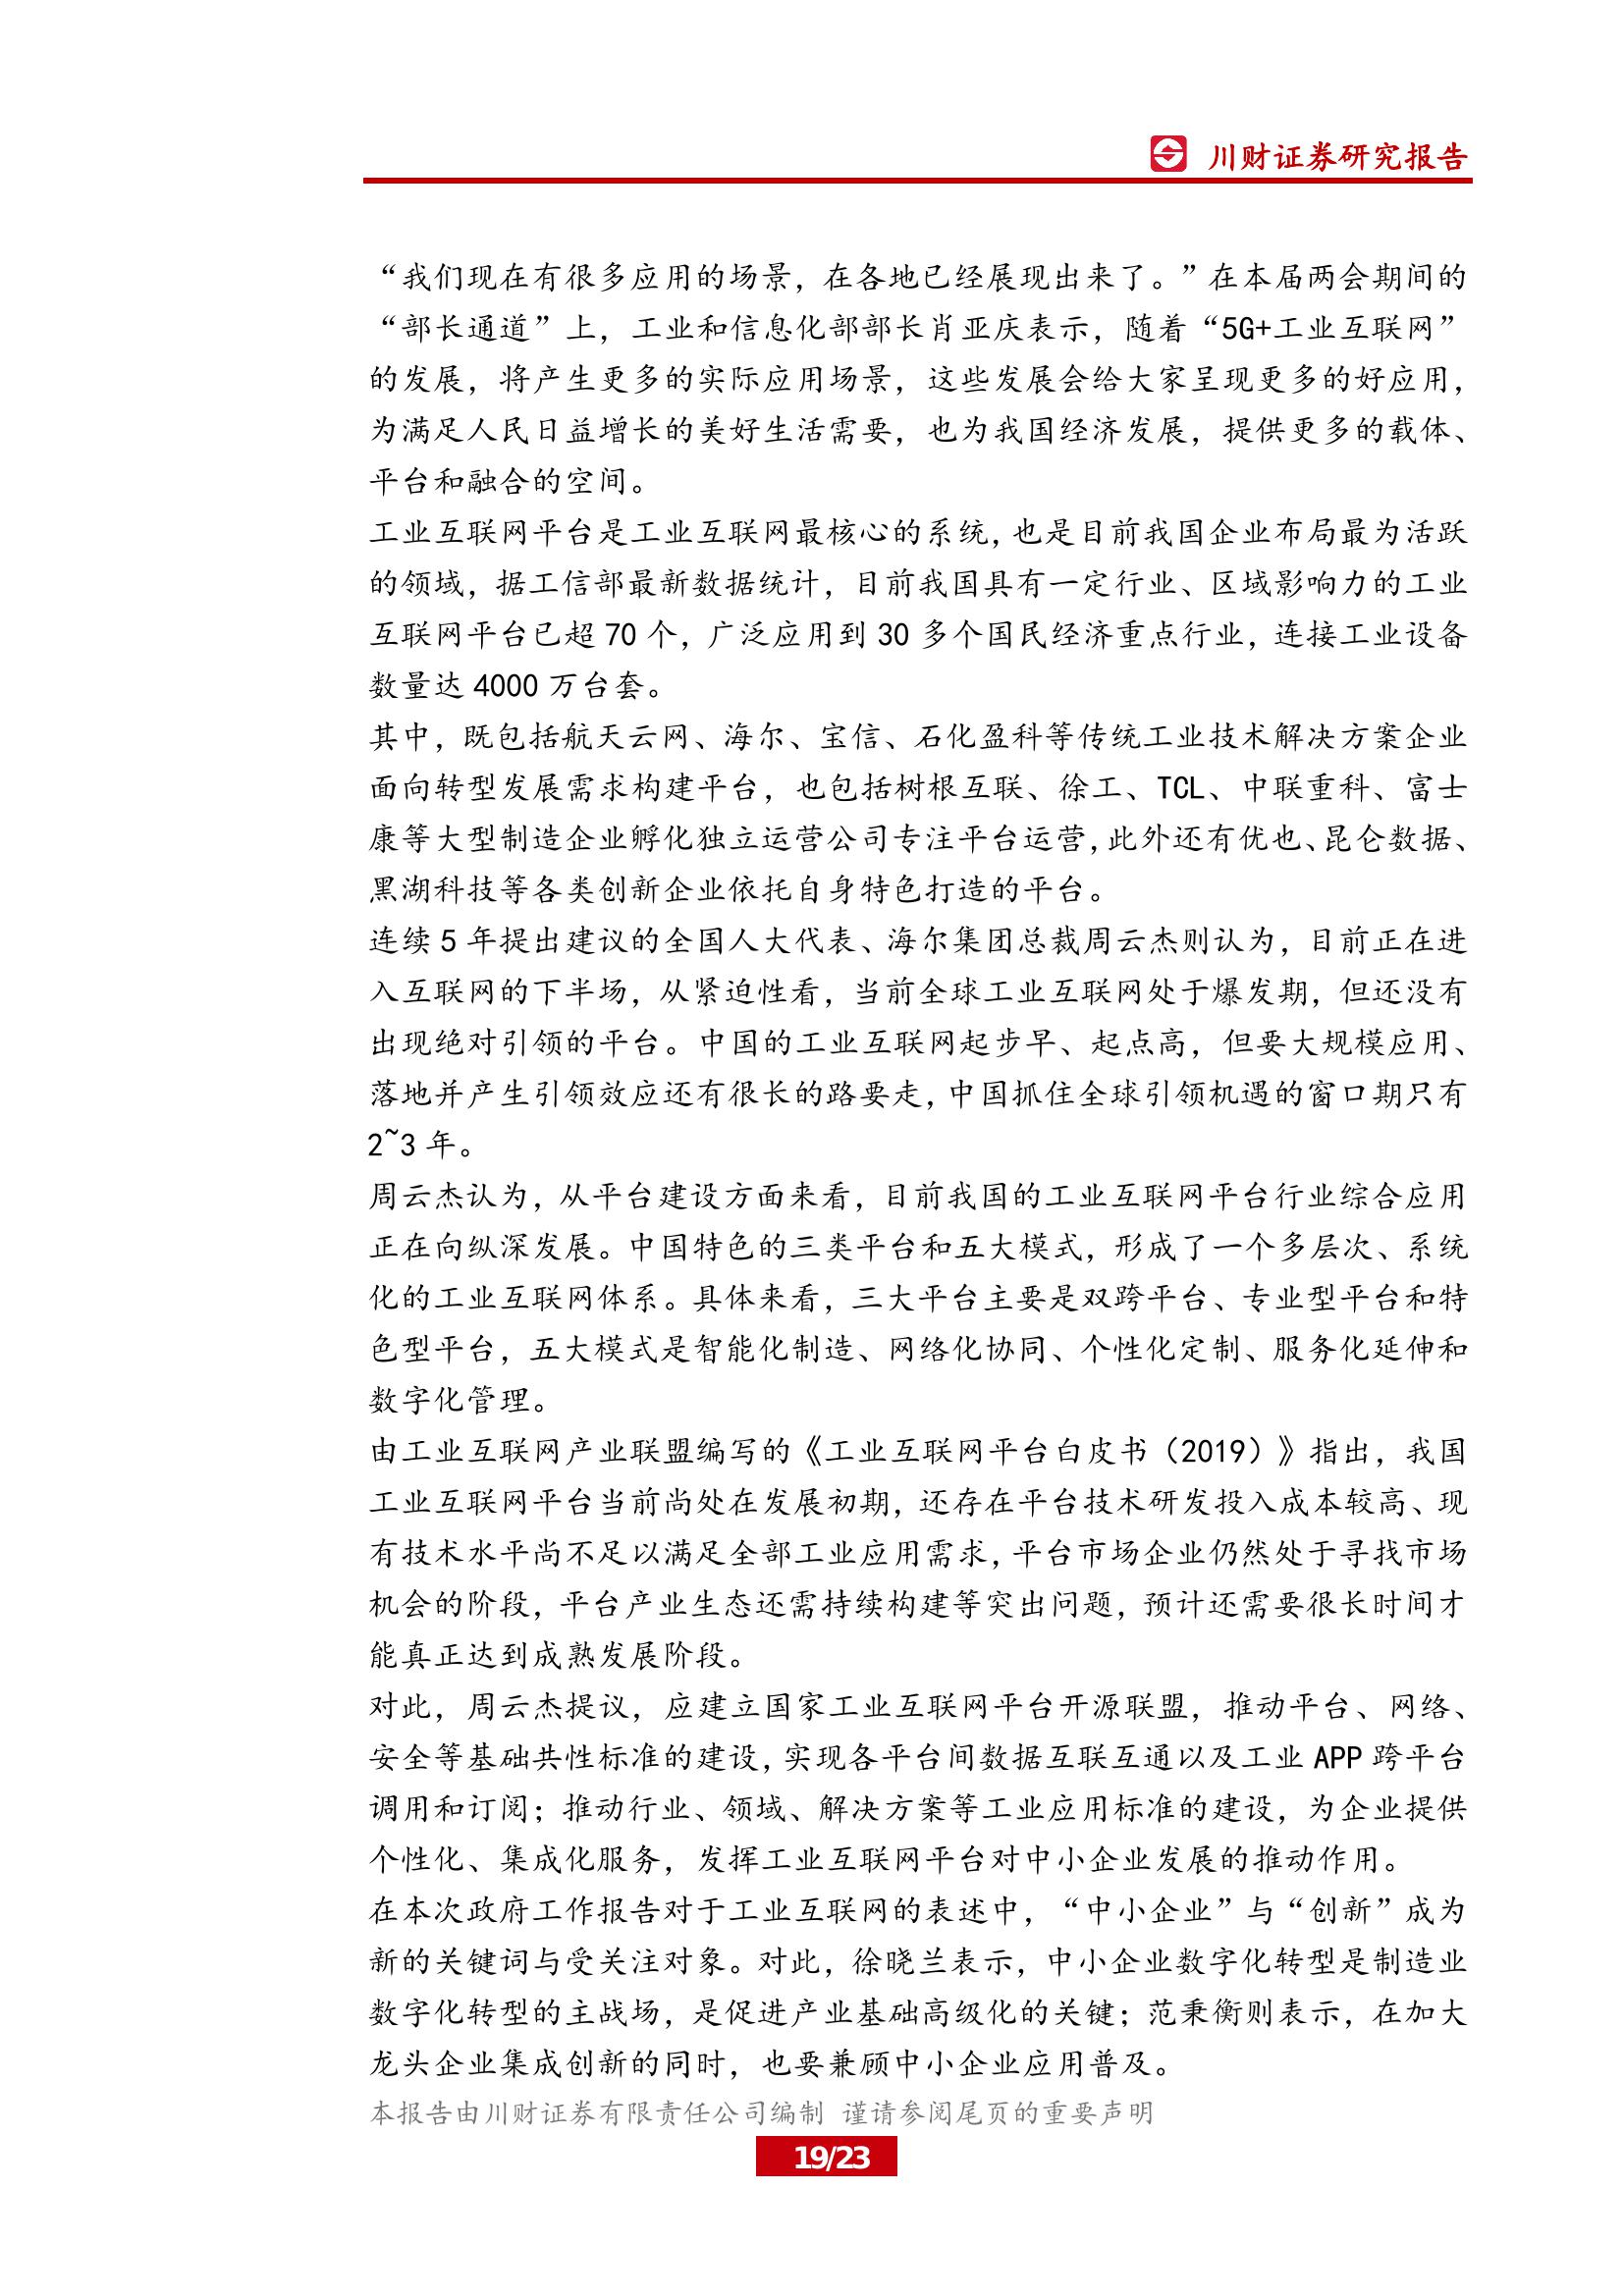 川财证券研究报告
“我们现在有很多应用的场景，在各地已经展现出来了。”在本届两会期间的
“部长通道”上，工业和信息化部部长肖亚庆表示，随着“5G+工业互联网”
的发展，将产生更多的实际应用场景，这些发展会给大家呈现更多的好应用，
为满足人民日益增长的美好生活需要，也为我国经济发展，提供更多的载体、
平台和融合的空间。
工业互联网平台是工业互联网最核心的系统，也是目前我国企业布局最为活跃
的领域，据工信部最新数据统计，目前我国具有一定行业、区域影响力的工业
互联网平台已超 70 个，广泛应用到 30 多个国民经济重点行业，连接工业设备
数量达 4000 万台套。
其中，既包括航天云网、海尔、宝信、石化盈科等传统工业技术解决方案企业
面向转型发展需求构建平台，也包括树根互联、徐工、TCL、中联重科、富士
康等大型制造企业孵化独立运营公司专注平台运营，此外还有优也、昆仑数据、
黑湖科技等各类创新企业依托自身特色打造的平台。
连续 5 年提出建议的全国人大代表、海尔集团总裁周云杰则认为，目前正在进
入互联网的下半场，从紧迫性看，当前全球工业互联网处于爆发期，但还没有
出现绝对引领的平台。中国的工业互联网起步早、起点高，但要大规模应用、
落地并产生引领效应还有很长的路要走，中国抓住全球引领机遇的窗口期只有
2~3 年。
周云杰认为，从平台建设方面来看，目前我国的工业互联网平台行业综合应用
正在向纵深发展。中国特色的三类平台和五大模式，形成了一个多层次、系统
化的工业互联网体系。具体来看，三大平台主要是双跨平台、专业型平台和特
色型平台，五大模式是智能化制造、网络化协同、个性化定制、服务化延伸和
数字化管理。
由工业互联网产业联盟编写的《工业互联网平台白皮书（2019）》指出，我国
工业互联网平台当前尚处在发展初期，还存在平台技术研发投入成本较高、现
有技术水平尚不足以满足全部工业应用需求，平台市场企业仍然处于寻找市场
机会的阶段，平台产业生态还需持续构建等突出问题，预计还需要很长时间才
能真正达到成熟发展阶段。
对此，周云杰提议，应建立国家工业互联网平台开源联盟，推动平台、网络、
安全等基础共性标准的建设，实现各平台间数据互联互通以及工业 APP 跨平台
调用和订阅；推动行业、领域、解决方案等工业应用标准的建设，为企业提供
个性化、集成化服务，发挥工业互联网平台对中小企业发展的推动作用。
在本次政府工作报告对于工业互联网的表述中，“中小企业”与“创新”成为
新的关键词与受关注对象。对此，徐晓兰表示，中小企业数字化转型是制造业
数字化转型的主战场，是促进产业基础高级化的关键；范秉衡则表示，在加大
龙头企业集成创新的同时，也要兼顾中小企业应用普及。
本报告由川财证券有限责任公司编制 谨请参阅尾页的重要声明
19/23